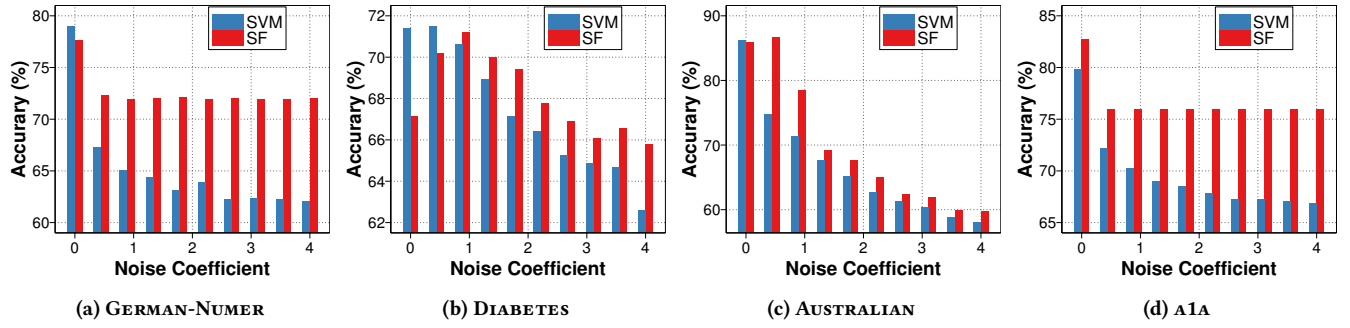 SVM
SF
80
75
70
65
60
Accurary (%)
0 1 2 3 4
Noise Coefficient
(a) German-Numer
SVM
SF
72
70
68
66
64
62
Accurary (%)
0 1 2 3 4
Noise Coefficient
(b) Diabetes
SVM
SF
90
80
70
60
Accurary (%)
0 1 2 3 4
Noise Coefficient
(c) Australian
SVM
SF
85
80
75
70
65
Accurary (%)
0 1 2 3 4
Noise Coefficient
(d) a1a